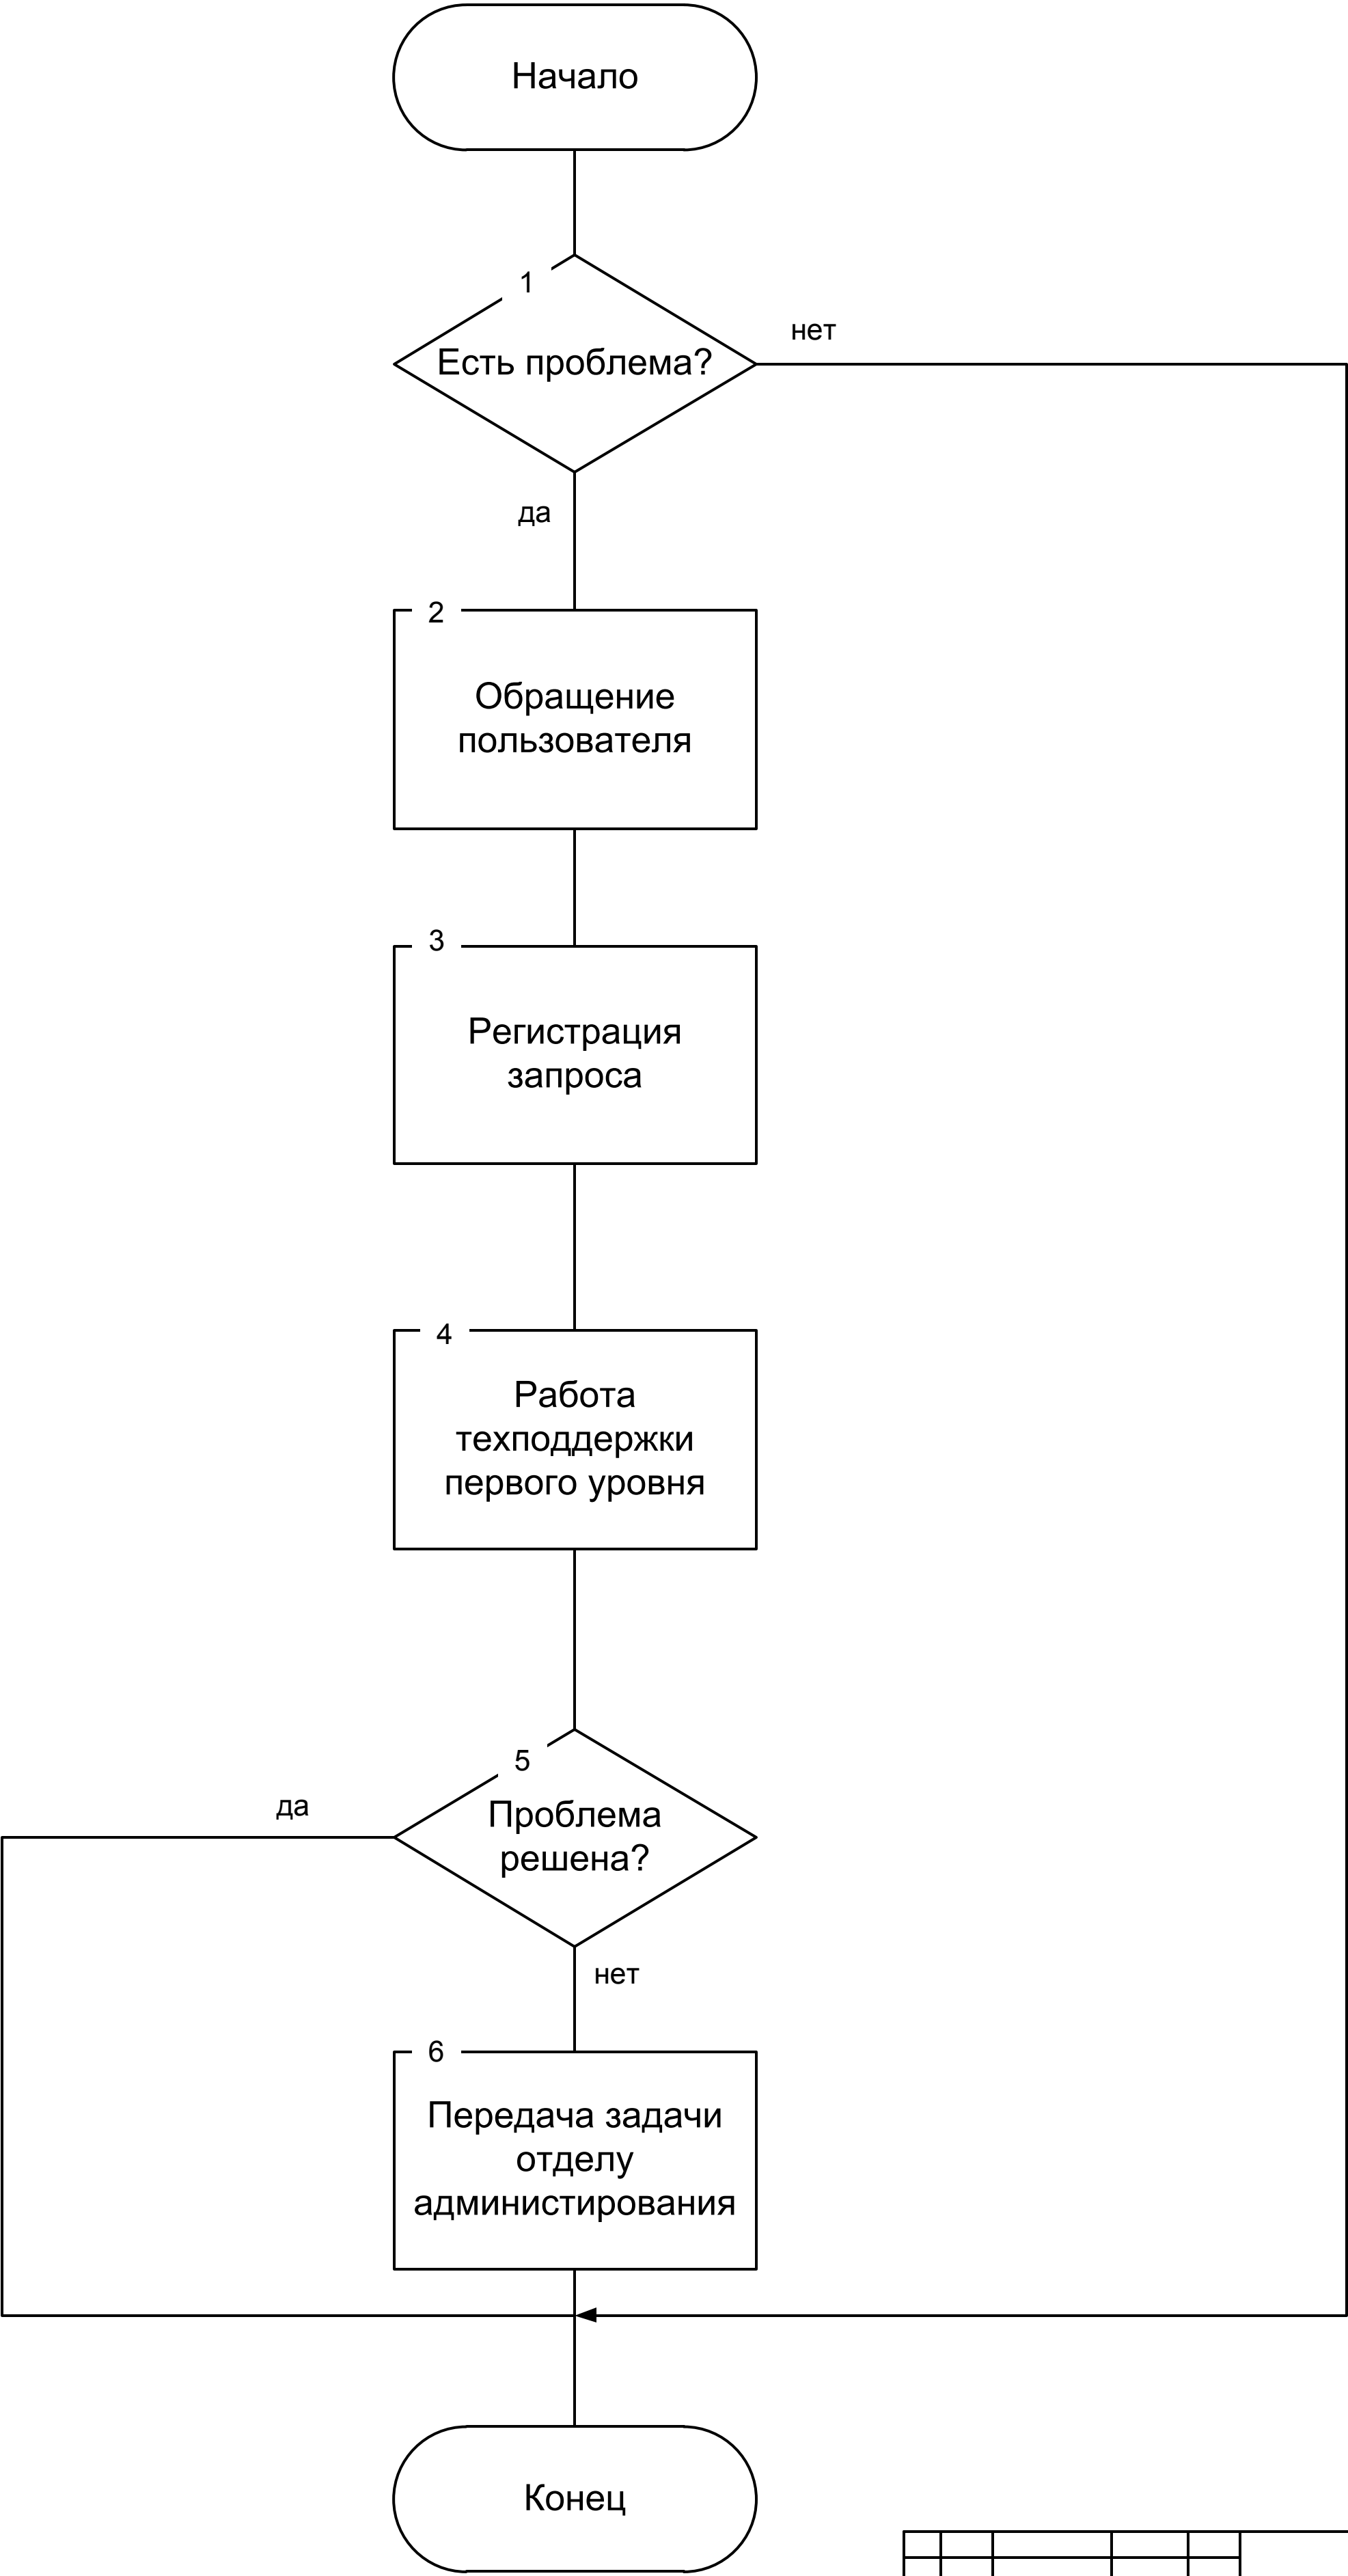 Начало
1
Есть проблема?
нет
да
2
Обращение
пользователя
3
Регистрация
запроса
4
Работа
техподдержки
первого уровня
5
Проблема
решена?
да
нет
6
Передача задачи
отделу
администирования
Конец